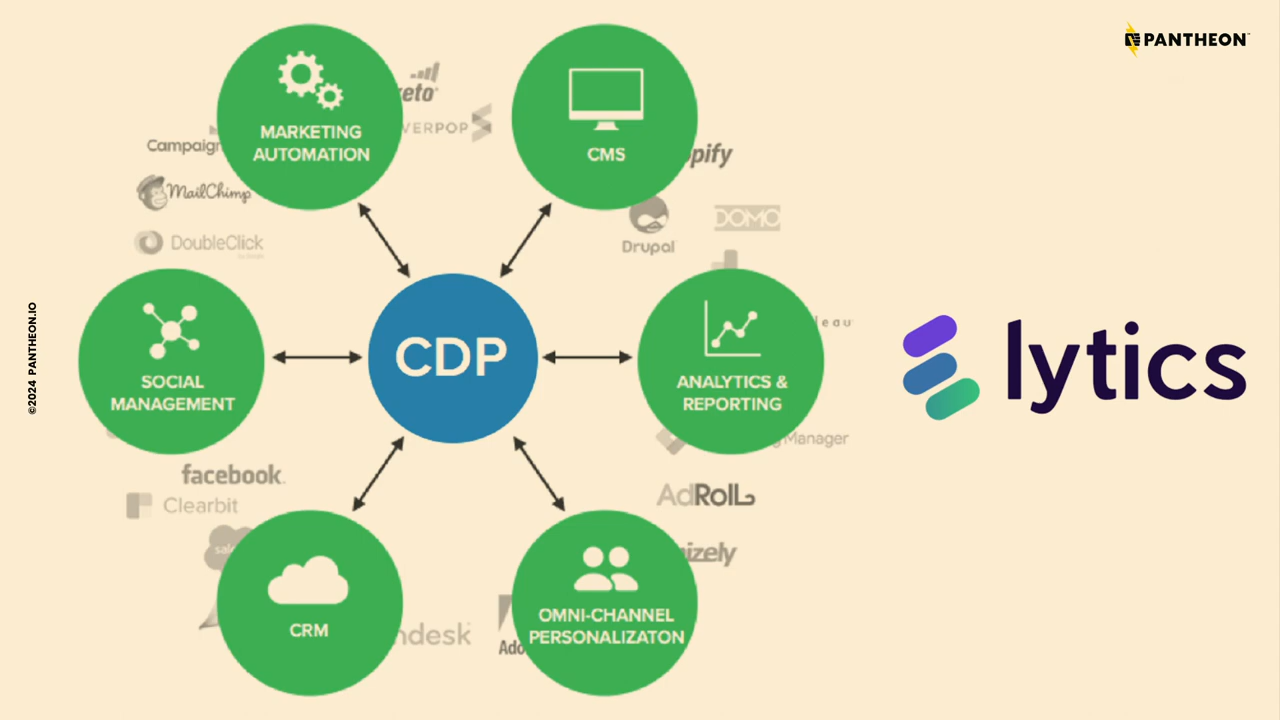 PANTHEON
MARKETING
AUTOMATION
CMS
MailChimp
DoubleClick
Drupal
DOMO
SOCIAL
MANAGEMENT
CDP
ANALYTICS &
REPORTING
lytics
©2024 PANTHEON.IO
facebook.
Clearbit
Manager
AdRoll
CRM
OMNI-CHANNEL
PERSONALIZATON